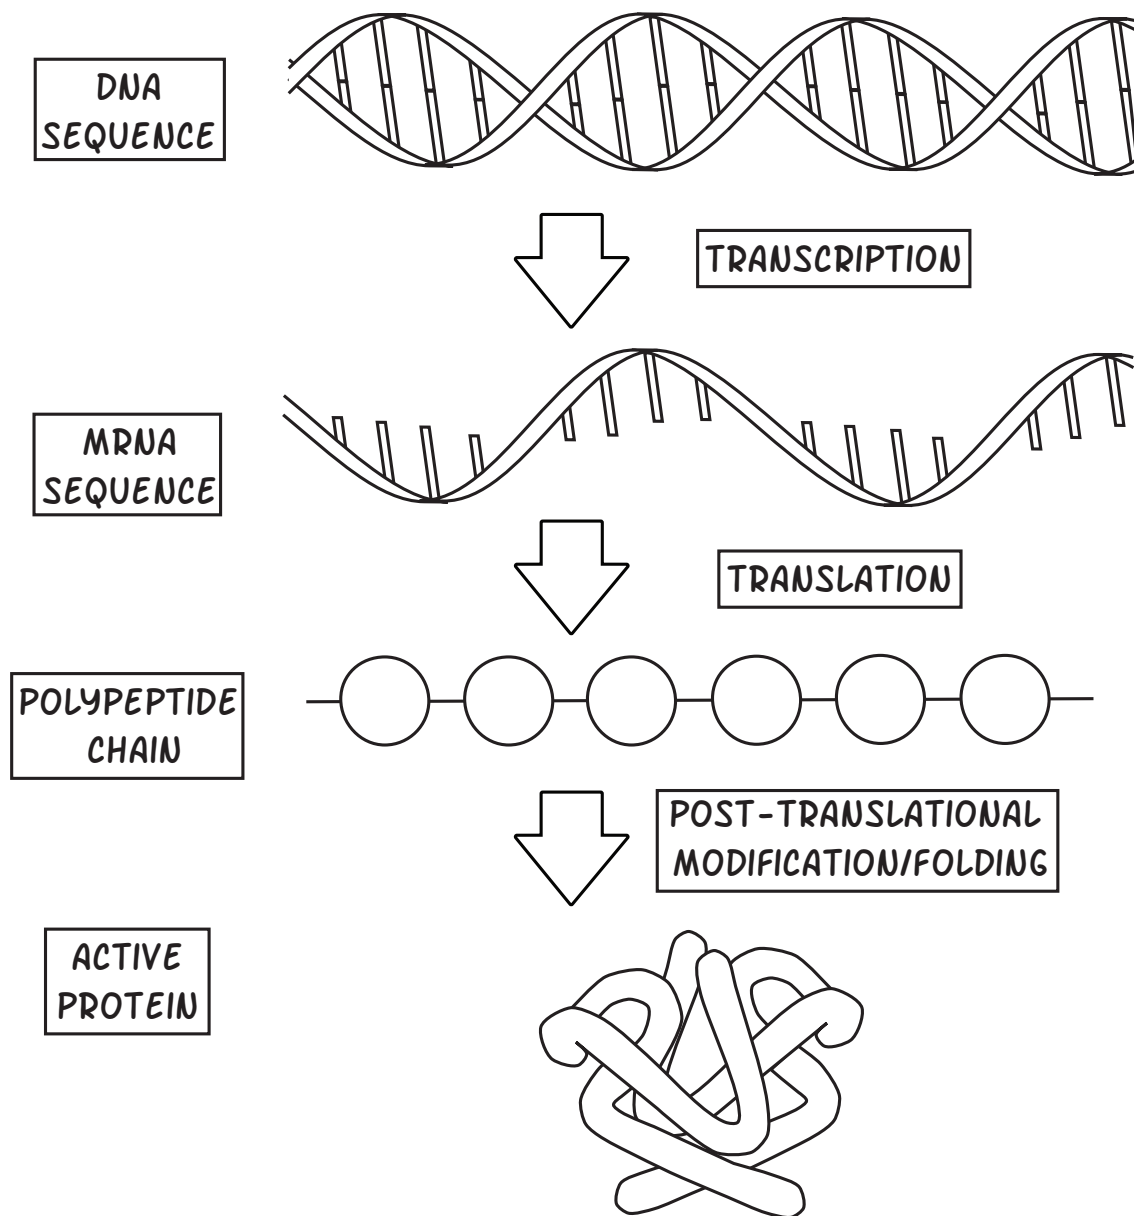 DNA
SEQUENCE
TRANSCRIPTION
MRNA
SEQUENCE
TRANSLATION
POLYPEPTIDE
CHAIN
POST-TRANSLATIONAL
MODIFICATION/FOLDING
ACTIVE
PROTEIN